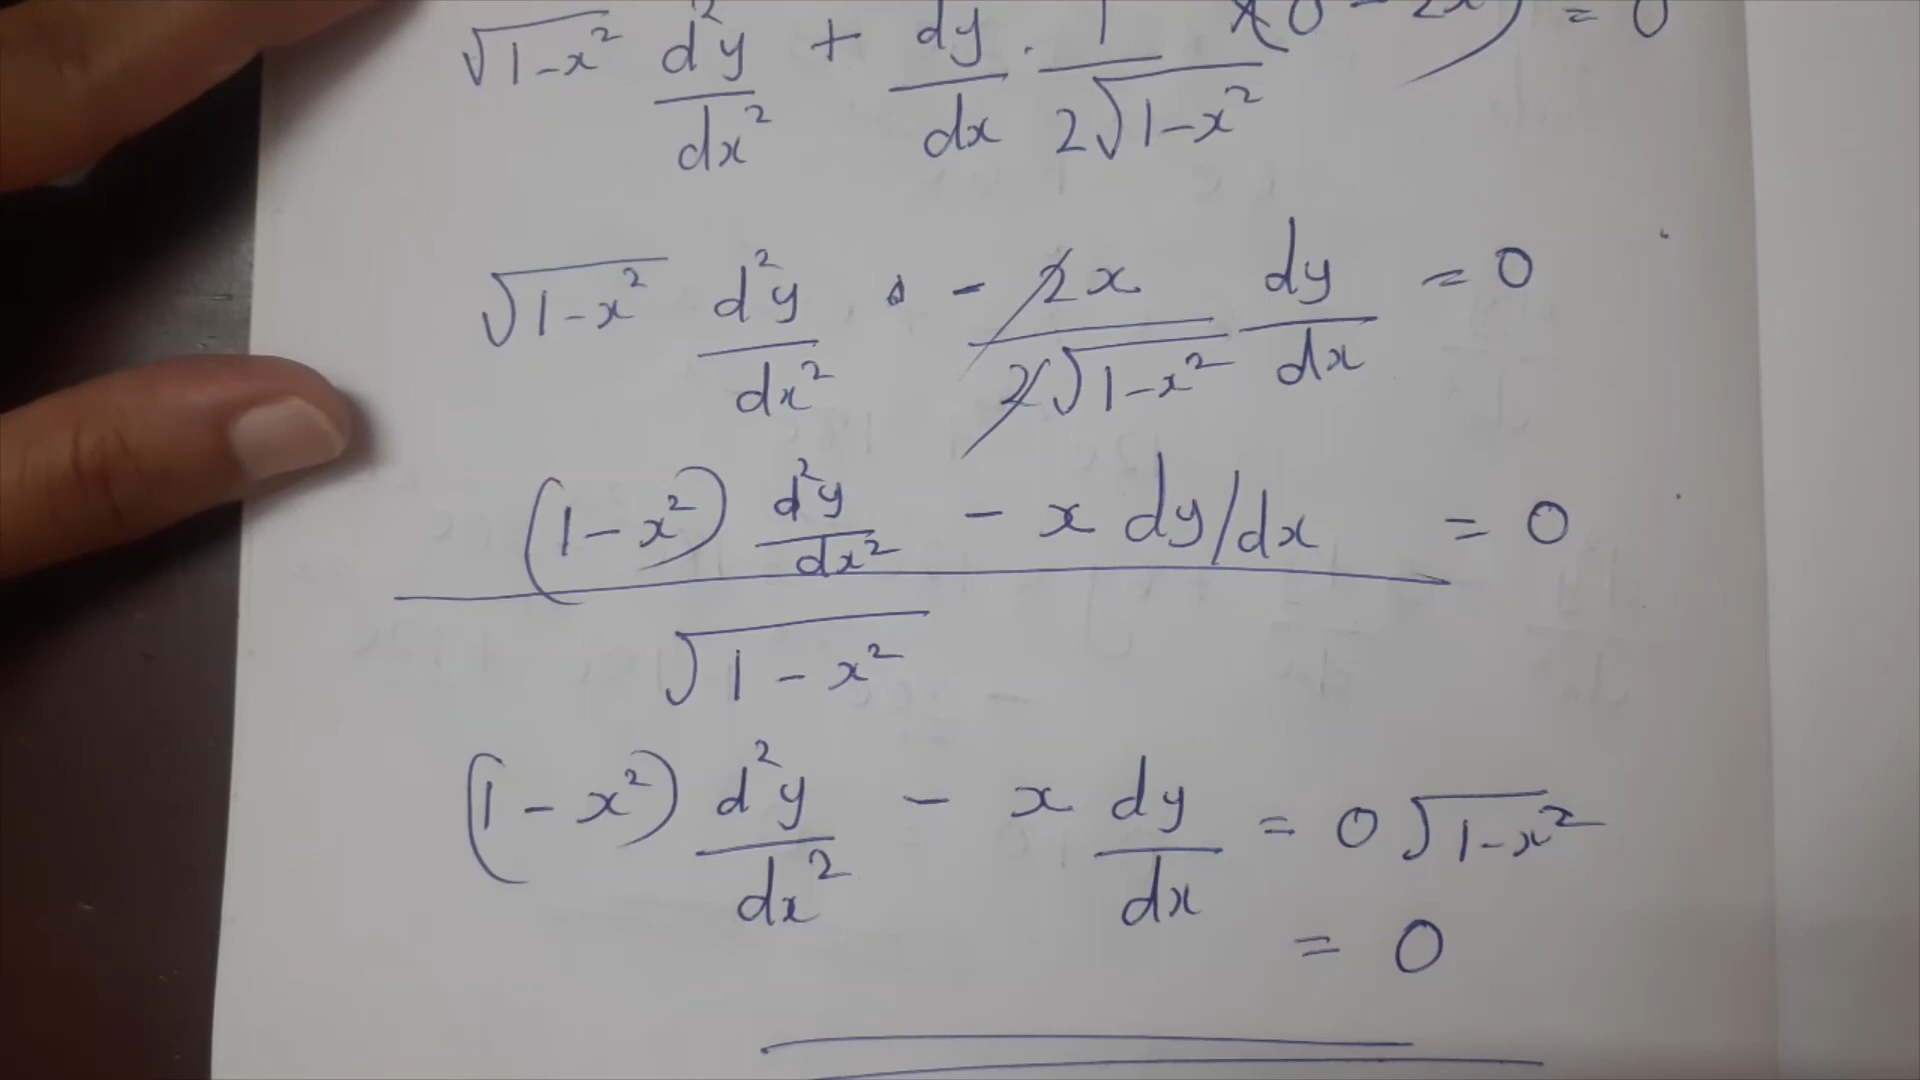 √(1-x²) d²y/dx² + dy/dx · 1/(2√(1-x²)) × (0 - 2x) = 0
√(1-x²) d²y/dx² - 2x/(2√(1-x²)) dy/dx = 0
((1-x²) d²y/dx² - x dy/dx)/√(1-x²) = 0
(1-x²) d²y/dx² - x dy/dx = 0√(1-x²)
= 0